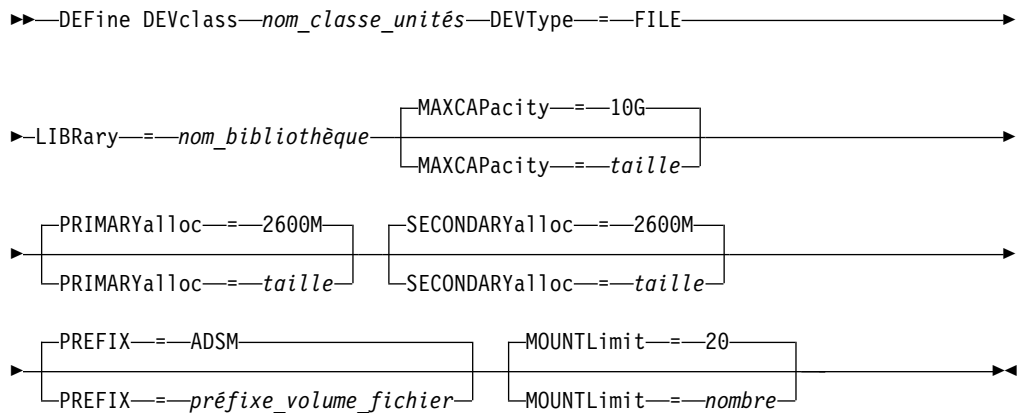 DEFine DEVclass nom_classe_unités DEVType = FILE
MAXCAPacity = 10G
LIBRary = nom_bibliothèque
MAXCAPacity = taille
PRIMARYalloc = 2600M SECONDARYalloc = 2600M
PRIMARYalloc = taille SECONDARYalloc = taille
PREFIX = ADSM MOUNTLimit = 20
PREFIX = préfixe_volume_fichier MOUNTLimit = nombre